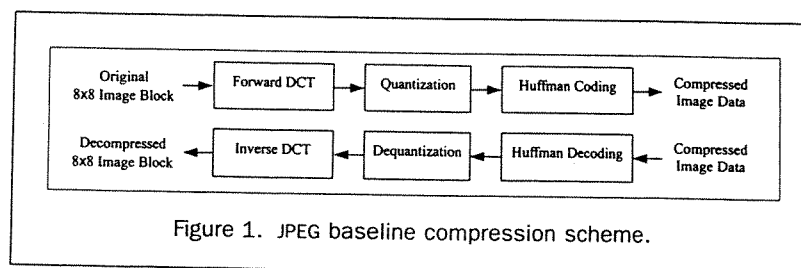 Original
8x8 Image Block
Forward DCT
Quantization
Huffman Coding
Compressed
Image Data
Decompressed
8x8 Image Block
Inverse DCT
Dequantization
Huffman Decoding
Compressed
Image Data
Figure 1. JPEG baseline compression scheme.